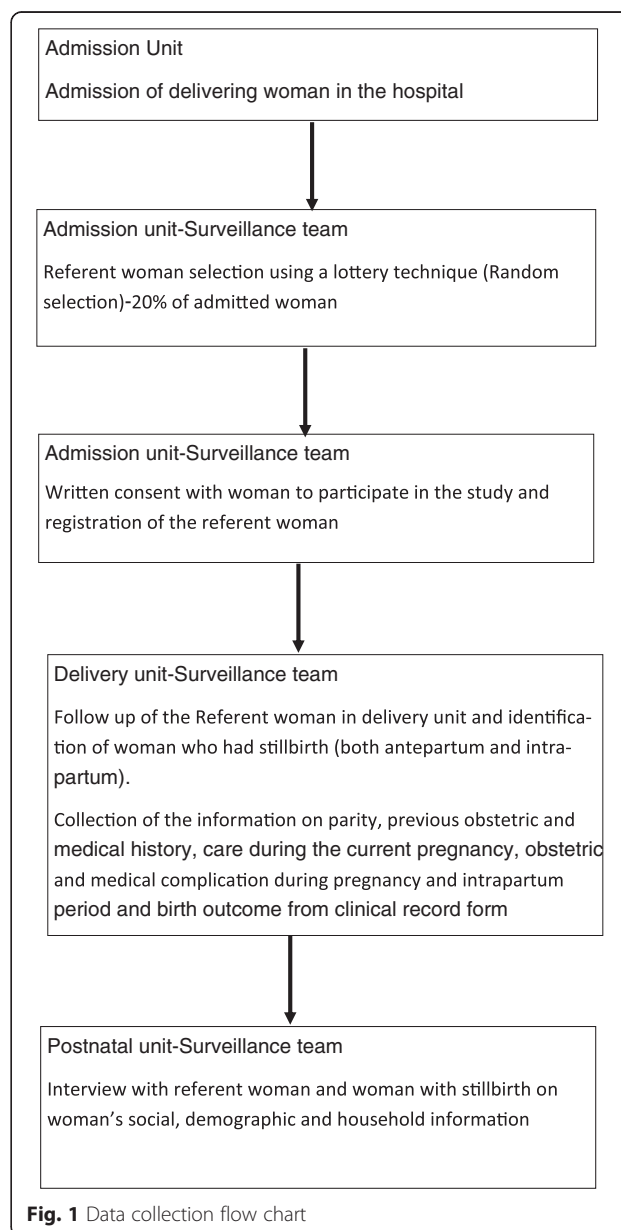 Admission Unit
Admission of delivering woman in the hospital
Admission unit-Surveillance team
Referent woman selection using a lottery technique (Random
selection)-20% of admitted woman
Admission unit-Surveillance team
Written consent with woman to participate in the study and
registration of the referent woman
Delivery unit-Surveillance team
Follow up of the Referent woman in delivery unit and identifica-
tion of woman who had stillbirth (both antepartum and intra-
partum).
Collection of the information on parity, previous obstetric and
medical history, care during the current pregnancy, obstetric
and medical complication during pregnancy and intrapartum
period and birth outcome from clinical record form
Postnatal unit-Surveillance team
Interview with referent woman and woman with stillbirth on
woman's social, demographic and household information
Fig. 1 Data collection flow chart